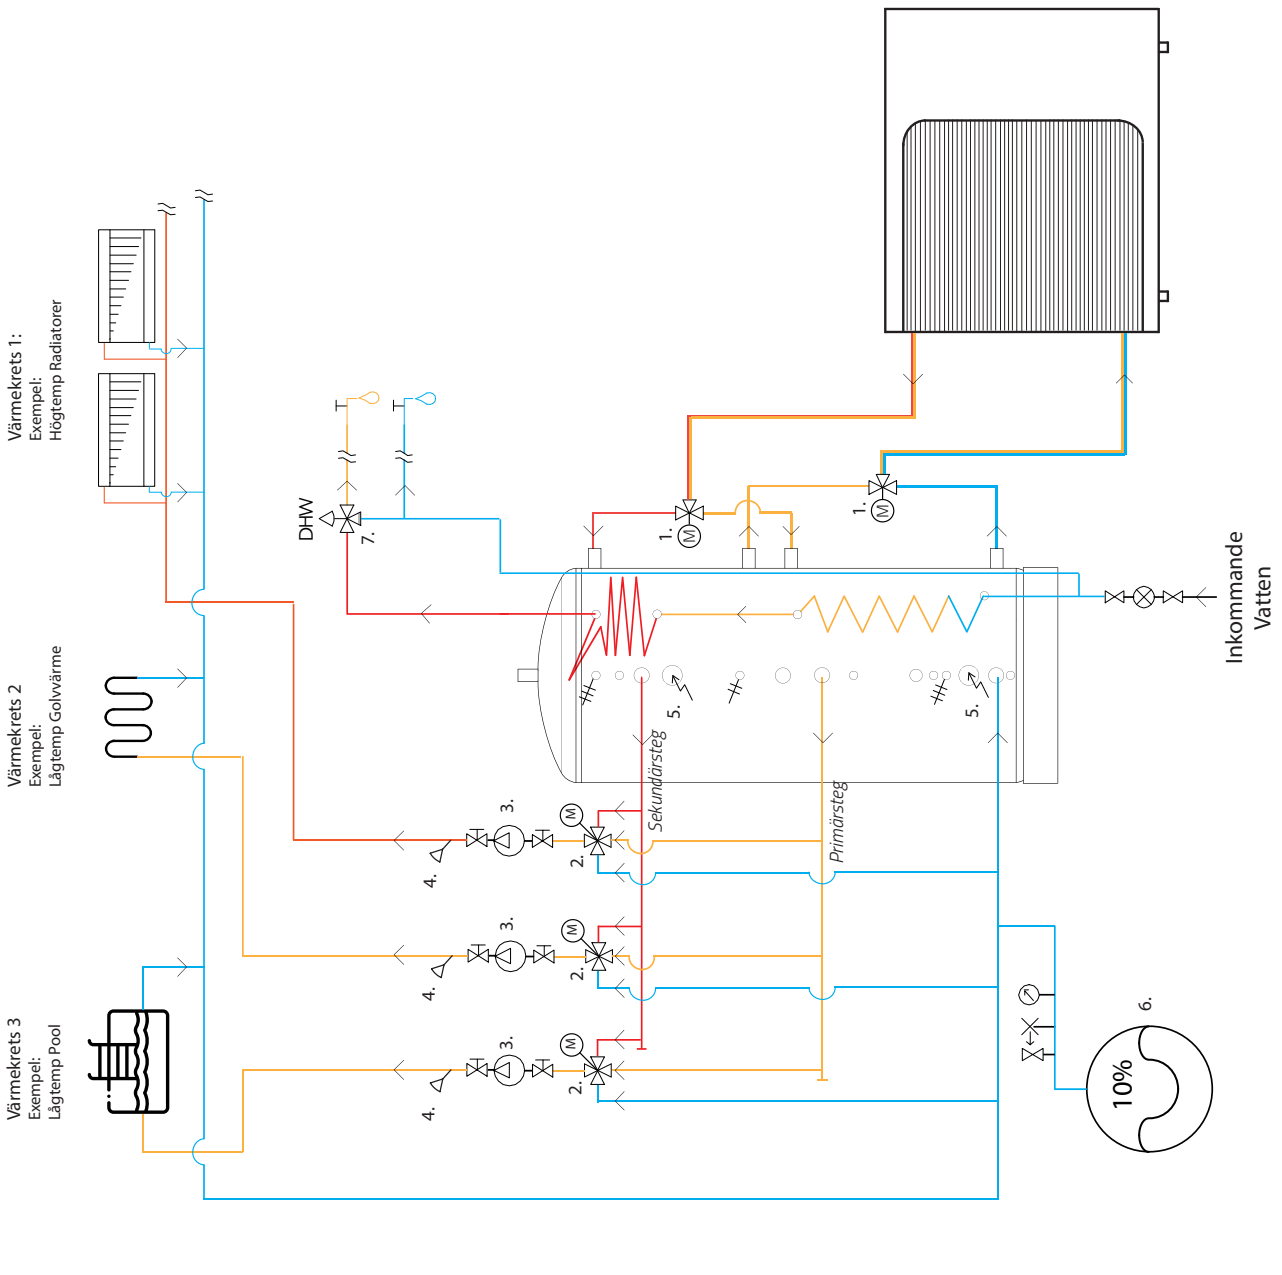 Värmekrets 1:
Exempel:
Högtemp Radiatorer
Värmekrets 2
Exempel:
Lågtemp Golvvärme
Värmekrets 3
Exempel:
Lågtemp Pool
DHW
7.
1.
M
1.
M
Inkommande
Vatten
5.
5.
Sekundärsteg
Primärsteg
3.
M
2.
4.
3.
M
2.
4.
3.
M
2.
4.
6.
10%